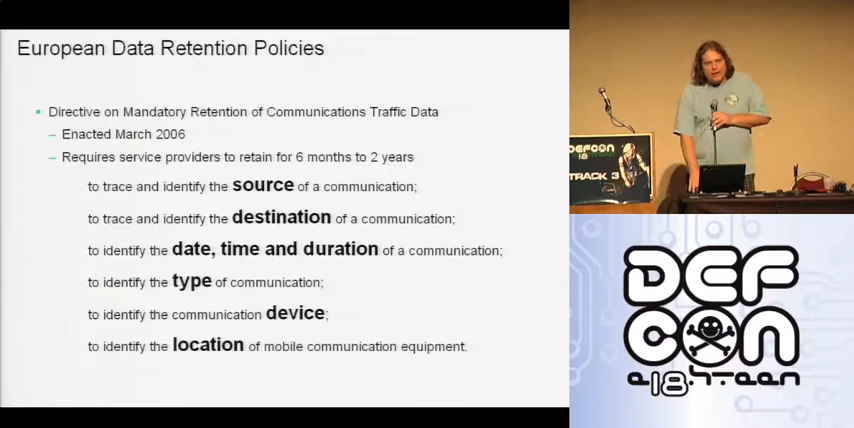 European Data Retention Policies
• Directive on Mandatory Retention of Communications Traffic Data
– Enacted March 2006
– Requires service providers to retain for 6 months to 2 years
to trace and identify the source of a communication;
to trace and identify the destination of a communication;
to identify the date, time and duration of a communication;
to identify the type of communication;
to identify the communication device;
to identify the location of mobile communication equipment.
DEFCON
18
TRACK 3
DEF
CON
e18hteen